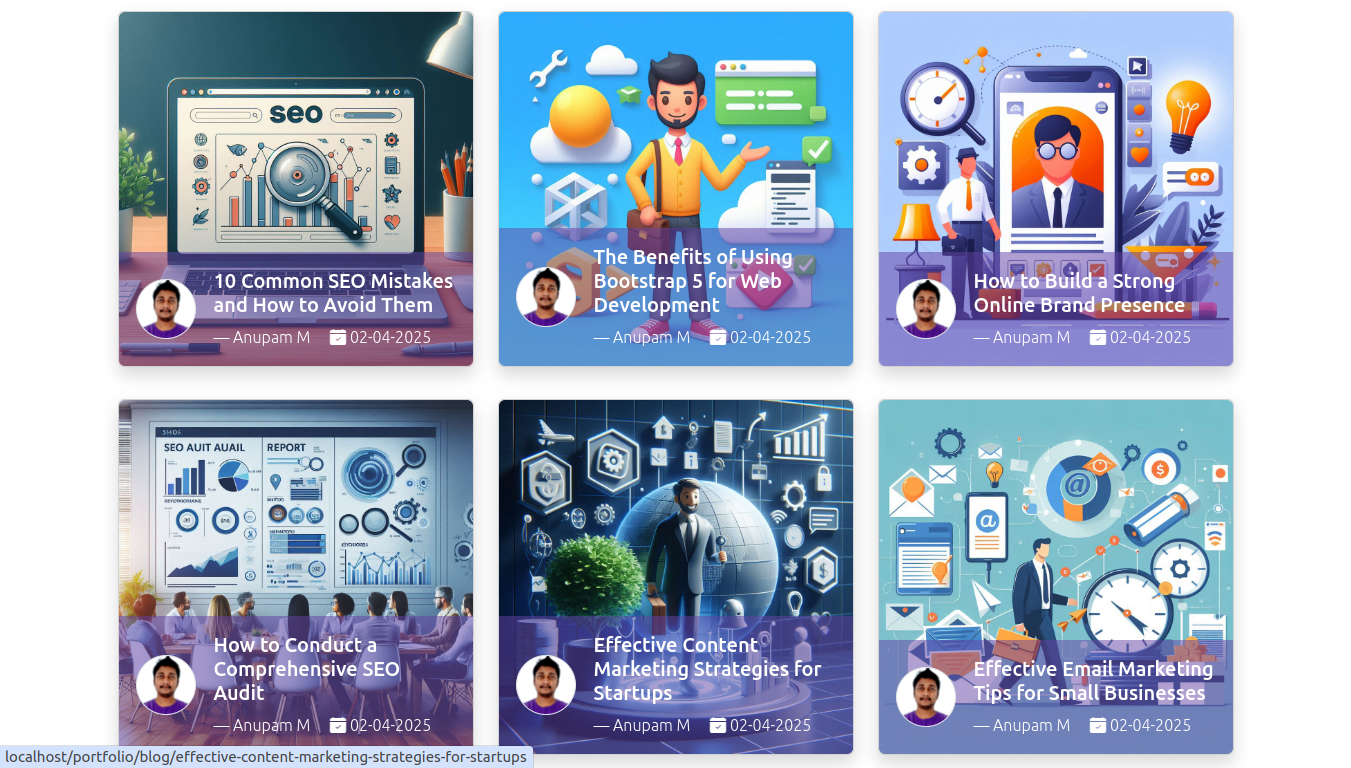 seo
10 Common SEO Mistakes
and How to Avoid Them
— Anupam M 02-04-2025
The Benefits of Using
Bootstrap 5 for Web
Development
— Anupam M 02-04-2025
How to Build a Strong
Online Brand Presence
— Anupam M 02-04-2025
SEO AUIT AUAIL
REPORT
How to Conduct a
Comprehensive SEO
Audit
— Anupam M 02-04-2025
Effective Content
Marketing Strategies for
Startups
— Anupam M 02-04-2025
@
@
$
$
Effective Email Marketing
Tips for Small Businesses
— Anupam M 02-04-2025
localhost/portfolio/blog/effective-content-marketing-strategies-for-startups